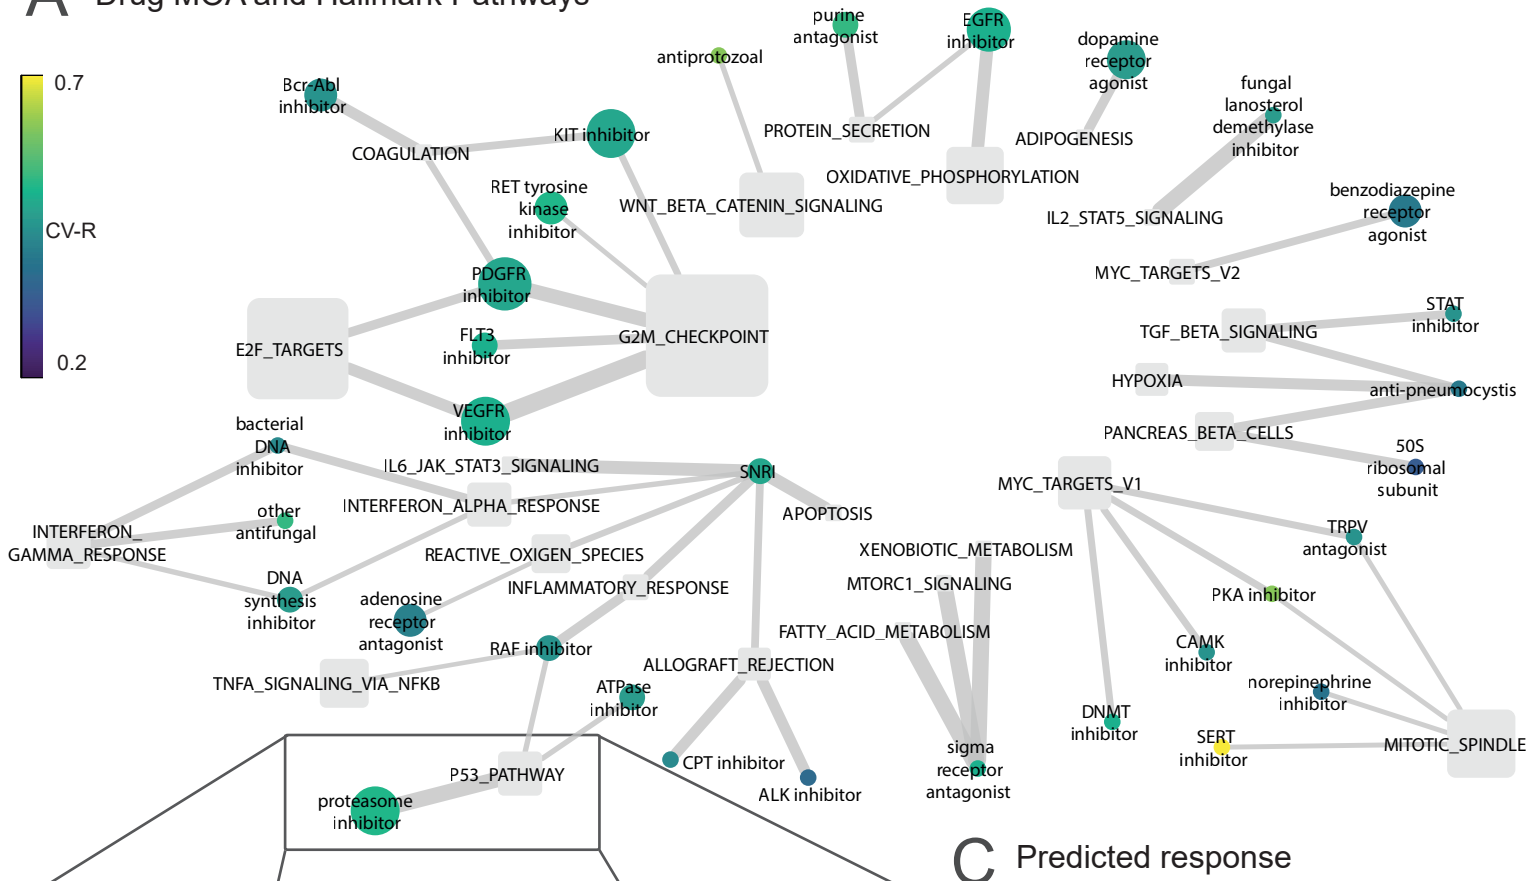 A Drug MOA and Hallmark Pathways
0.7
CV-R
0.2
Bcr-Abl
inhibitor
COAGULATION
KIT inhibitor
antiprotozoal
purine
antagonist
EGFR
inhibitor
dopamine
receptor
agonist
fungal
lanosterol
demethylase
inhibitor
PROTEIN_SECRETION
ADIPOGENESIS
OXIDATIVE_PHOSPHORYLATION
RET tyrosine
kinase
inhibitor
WNT_BETA_CATENIN_SIGNALING
IL2_STAT5_SIGNALING
benzodiazepine
receptor
agonist
MYC_TARGETS_V2
PDGFR
inhibitor
E2F_TARGETS
FLT3
inhibitor
G2M_CHECKPOINT
TGF_BETA_SIGNALING
STAT
inhibitor
HYPOXIA
anti-pneumocystis
VEGFR
inhibitor
PANCREAS_BETA_CELLS
50S
ribosomal
subunit
bacterial
DNA
inhibitor
IL6_JAK_STAT3_SIGNALING
SNRI
MYC_TARGETS_V1
INTERFERON_ALPHA_RESPONSE
APOPTOSIS
other
antifungal
INTERFERON_
GAMMA_RESPONSE
REACTIVE_OXIGEN_SPECIES
XENOBIOTIC_METABOLISM
TRPV
antagonist
DNA
synthesis
inhibitor
INFLAMMATORY_RESPONSE
MTORC1_SIGNALING
PKA inhibitor
adenosine
receptor
antagonist
RAF inhibitor
FATTY_ACID_METABOLISM
ALLOGRAFT_REJECTION
CAMK
inhibitor
TNFA_SIGNALING_VIA_NFKB
ATPase
inhibitor
norepinephrine
inhibitor
DNMT
inhibitor
SERT
inhibitor
MITOTIC_SPINDLE
P53_PATHWAY
CPT inhibitor
sigma
receptor
antagonist
ALK inhibitor
proteasome
inhibitor
C Predicted response